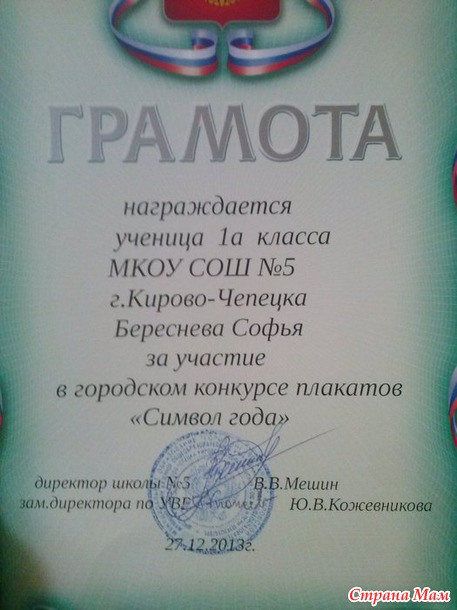 ГРАМОТА
награждается
ученица 1а класса
МКОУ СОШ №5
г.Кирово-Чепецка
Береснева Софья
за участие
в городском конкурсе плакатов
«Символ года»
директор школы №5 В.В.Мешин
зам.директора по УВР Ю.В.Кожевникова
27.12.2013г.
Страна Мам